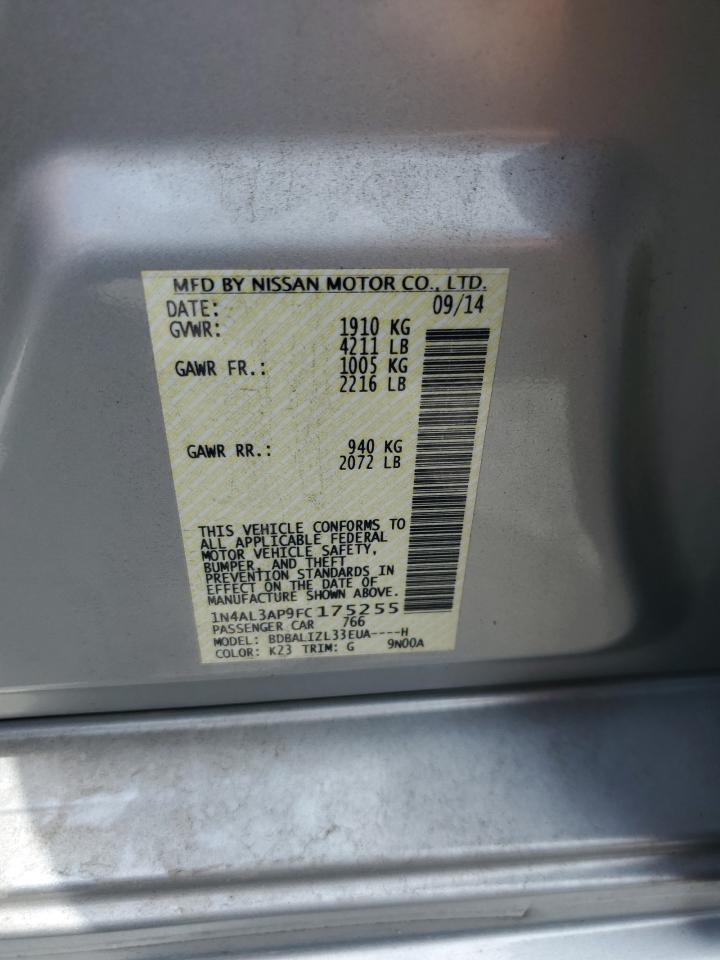 MFD BY NISSAN MOTOR CO., LTD.
DATE: 09/14
GVWR: 1910 KG
4211 LB
GAWR FR.: 1005 KG
2216 LB
GAWR RR.: 940 KG
2072 LB
THIS VEHICLE CONFORMS TO
ALL APPLICABLE FEDERAL
MOTOR VEHICLE SAFETY,
BUMPER, AND THEFT
PREVENTION STANDARDS IN
EFFECT ON THE DATE OF
MANUFACTURE SHOWN ABOVE.
1N4AL3AP9FC175255
PASSENGER CAR 766
MODEL: BDBALIZL33EUA----H
COLOR: K23 TRIM: G 9N00A